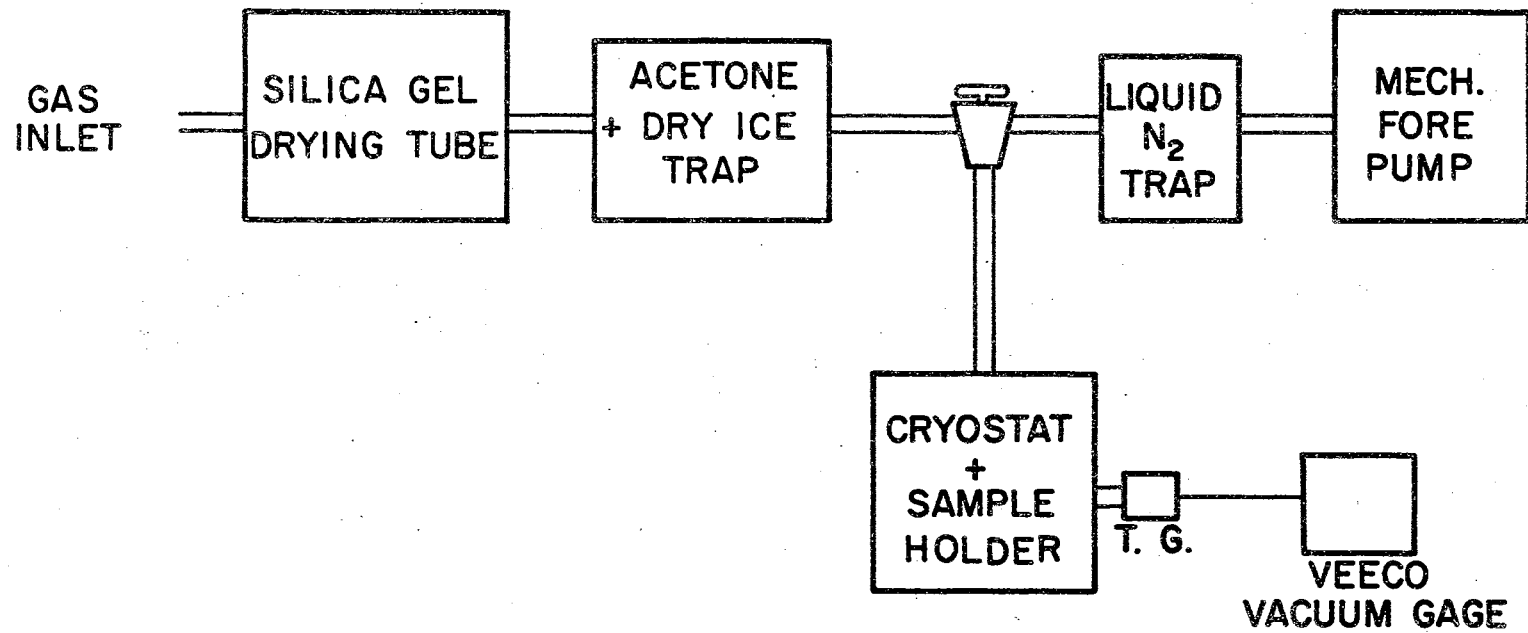 GAS
INLET
SILICA GEL
DRYING TUBE
ACETONE
+ DRY ICE
TRAP
LIQUID
N₂
TRAP
MECH.
FORE
PUMP
CRYOSTAT
+
SAMPLE
HOLDER
T. G.
VEECO
VACUUM GAGE